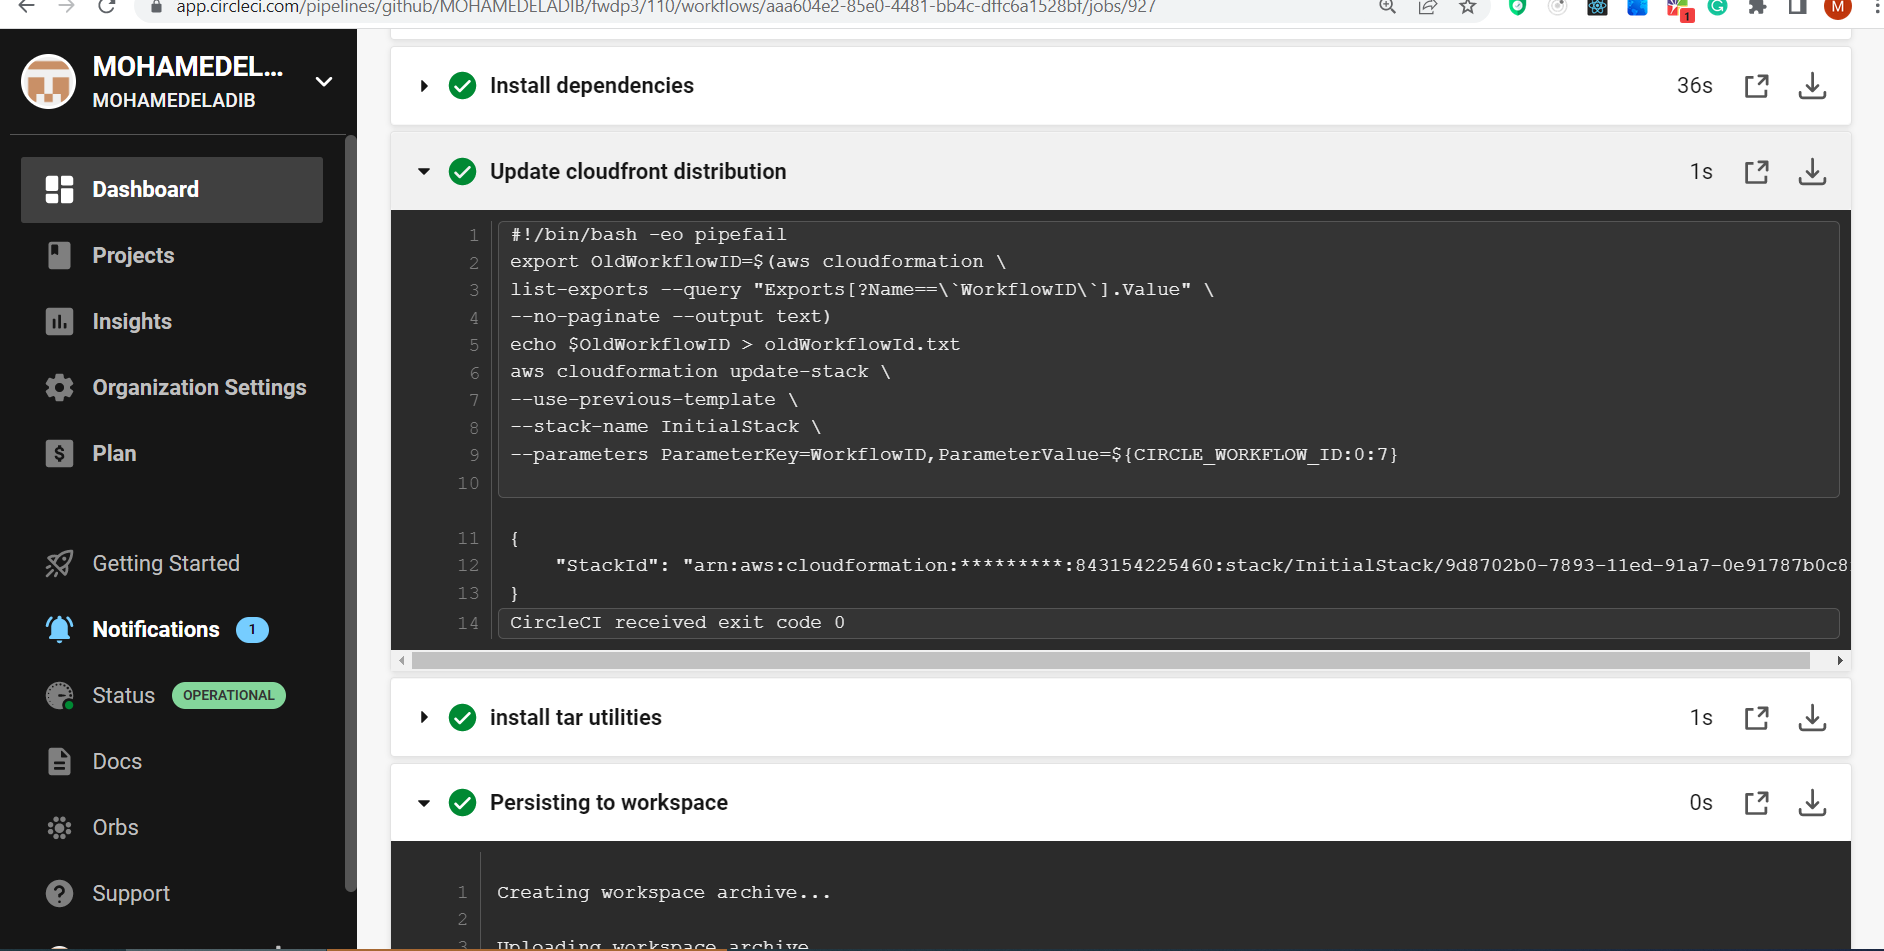 app.circleci.com/pipelines/github/MOHAMEDELADIB/fwdp3/110/workflows/aaa604e2-85e0-4481-bb4c-dffc6a1528bf/jobs/927
1
G
M
MOHAMEDEL...
MOHAMEDELADIB
Dashboard
Projects
Insights
Organization Settings
$ Plan
Getting Started
Notifications 1
Status OPERATIONAL
Docs
Orbs
? Support
Install dependencies 36s
Update cloudfront distribution 1s
1 #!/bin/bash -eo pipefail
2 export OldWorkflowID=$(aws cloudformation \
3 list-exports --query "Exports[?Name==\`WorkflowID\`].Value" \
4 --no-paginate --output text)
5 echo $OldWorkflowID > oldWorkflowId.txt
6 aws cloudformation update-stack \
7 --use-previous-template \
8 --stack-name InitialStack \
9 --parameters ParameterKey=WorkflowID,ParameterValue=${CIRCLE_WORKFLOW_ID:0:7}
10
11 {
12 "StackId": "arn:aws:cloudformation:*********:843154225460:stack/InitialStack/9d8702b0-7893-11ed-91a7-0e91787b0c8
13 }
14 CircleCI received exit code 0
install tar utilities 1s
Persisting to workspace 0s
1 Creating workspace archive...
2
3 Uploading workspace archive